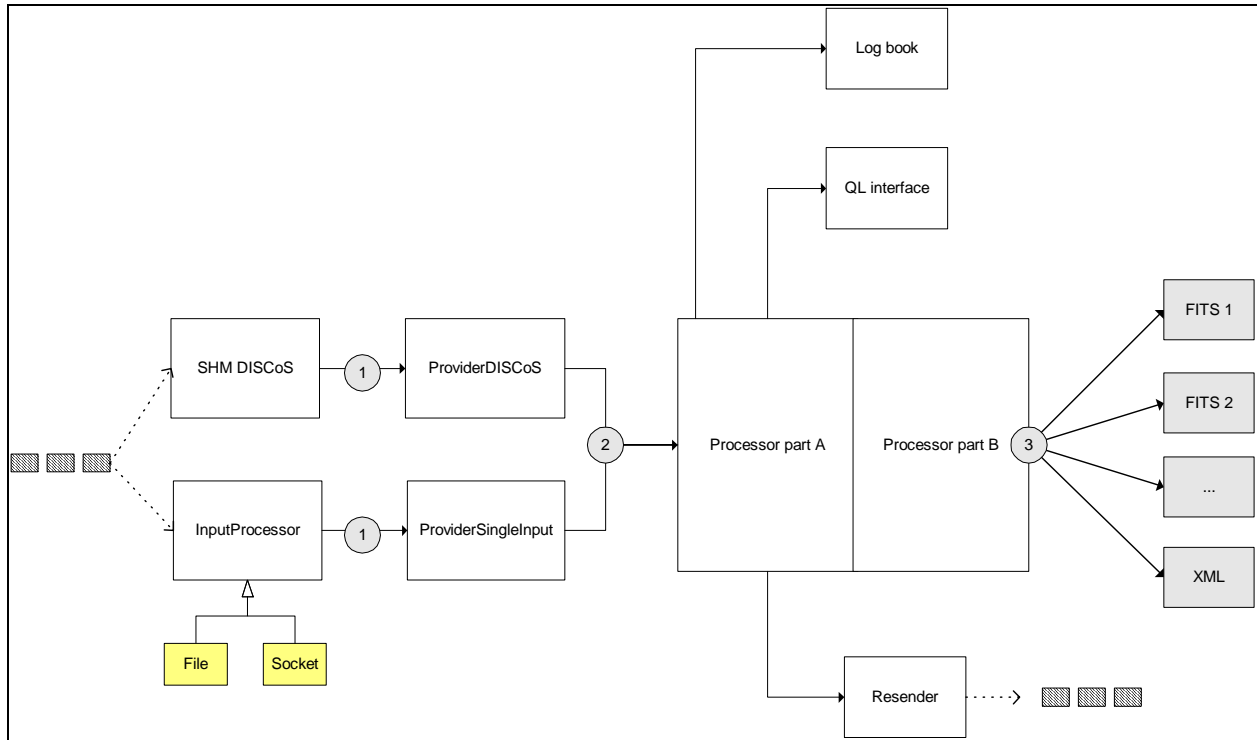 Log book
QL interface
FITS 1
SHM DISCoS
1
ProviderDISCoS
FITS 2
2
Processor part A
Processor part B
3
...
InputProcessor
1
ProviderSingleInput
XML
File
Socket
Resender